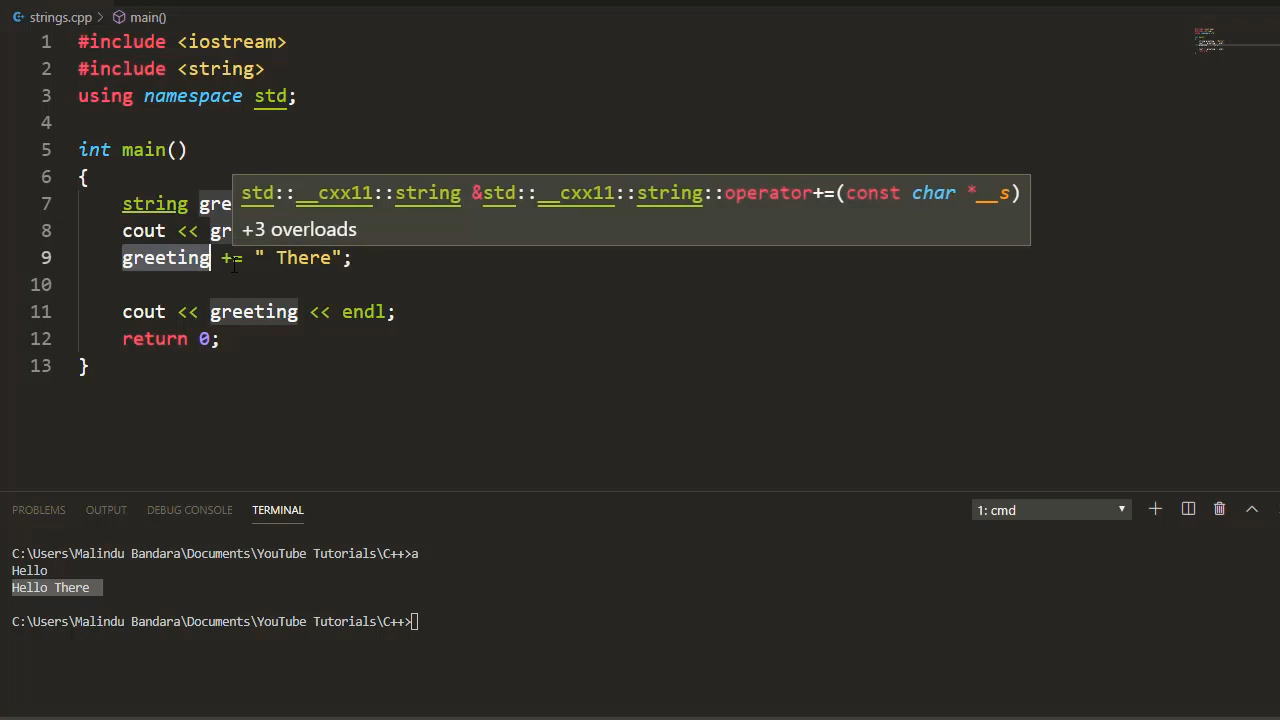 strings.cpp > main()
1 #include <iostream>
2 #include <string>
3 using namespace std;
4
5 int main()
6 {
std::__cxx11::string &std::__cxx11::string::operator+=(const char *__s)
+3 overloads
7 string gre
8 cout << gr
9 greeting += " There";
10
11 cout << greeting << endl;
12 return 0;
13 }
PROBLEMS OUTPUT DEBUG CONSOLE TERMINAL 1: cmd
C:\Users\Malindu Bandara\Documents\YouTube Tutorials\C++>a
Hello
Hello There
C:\Users\Malindu Bandara\Documents\YouTube Tutorials\C++>